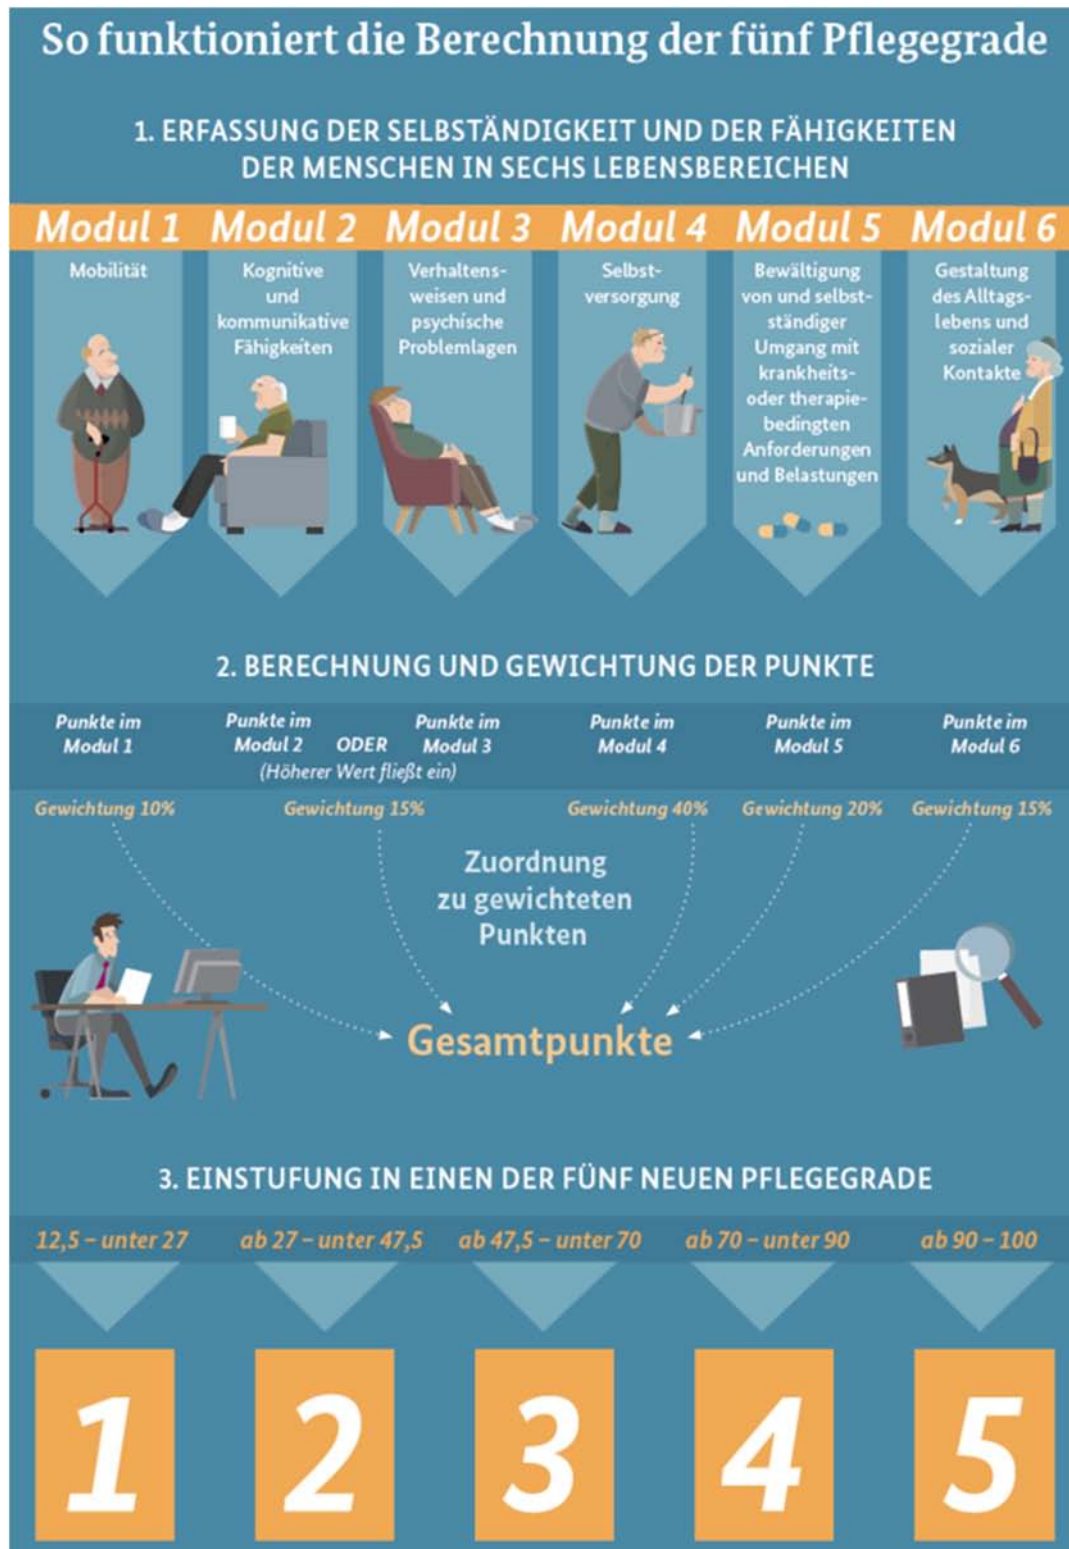 So funktioniert die Berechnung der fünf Pflegegrade
1. ERFASSUNG DER SELBSTÄNDIGKEIT UND DER FÄHIGKEITEN
DER MENSCHEN IN SECHS LEBENSBEREICHEN
Modul 1
Mobilität
Modul 2
Kognitive
und
kommunikative
Fähigkeiten
Modul 3
Verhaltens-
weisen und
psychische
Problemlagen
Modul 4
Selbst-
versorgung
Modul 5
Bewältigung
von und selbst-
ständiger
Umgang mit
krankheits-
oder therapie-
bedingten
Anforderungen
und Belastungen
Modul 6
Gestaltung
des Alltags-
lebens und
sozialer
Kontakte
2. BERECHNUNG UND GEWICHTUNG DER PUNKTE
Punkte im
Modul 1
Punkte im
Modul 2
ODER
Punkte im
Modul 3
(Höherer Wert fließt ein)
Punkte im
Modul 4
Punkte im
Modul 5
Punkte im
Modul 6
Gewichtung 10%
Gewichtung 15%
Gewichtung 40%
Gewichtung 20%
Gewichtung 15%
Zuordnung
zu gewichteten
Punkten
Gesamtpunkte
3. EINSTUFUNG IN EINEN DER FÜNF NEUEN PFLEGEGRADE
12,5 – unter 27
ab 27 – unter 47,5
ab 47,5 – unter 70
ab 70 – unter 90
ab 90 – 100
1
2
3
4
5